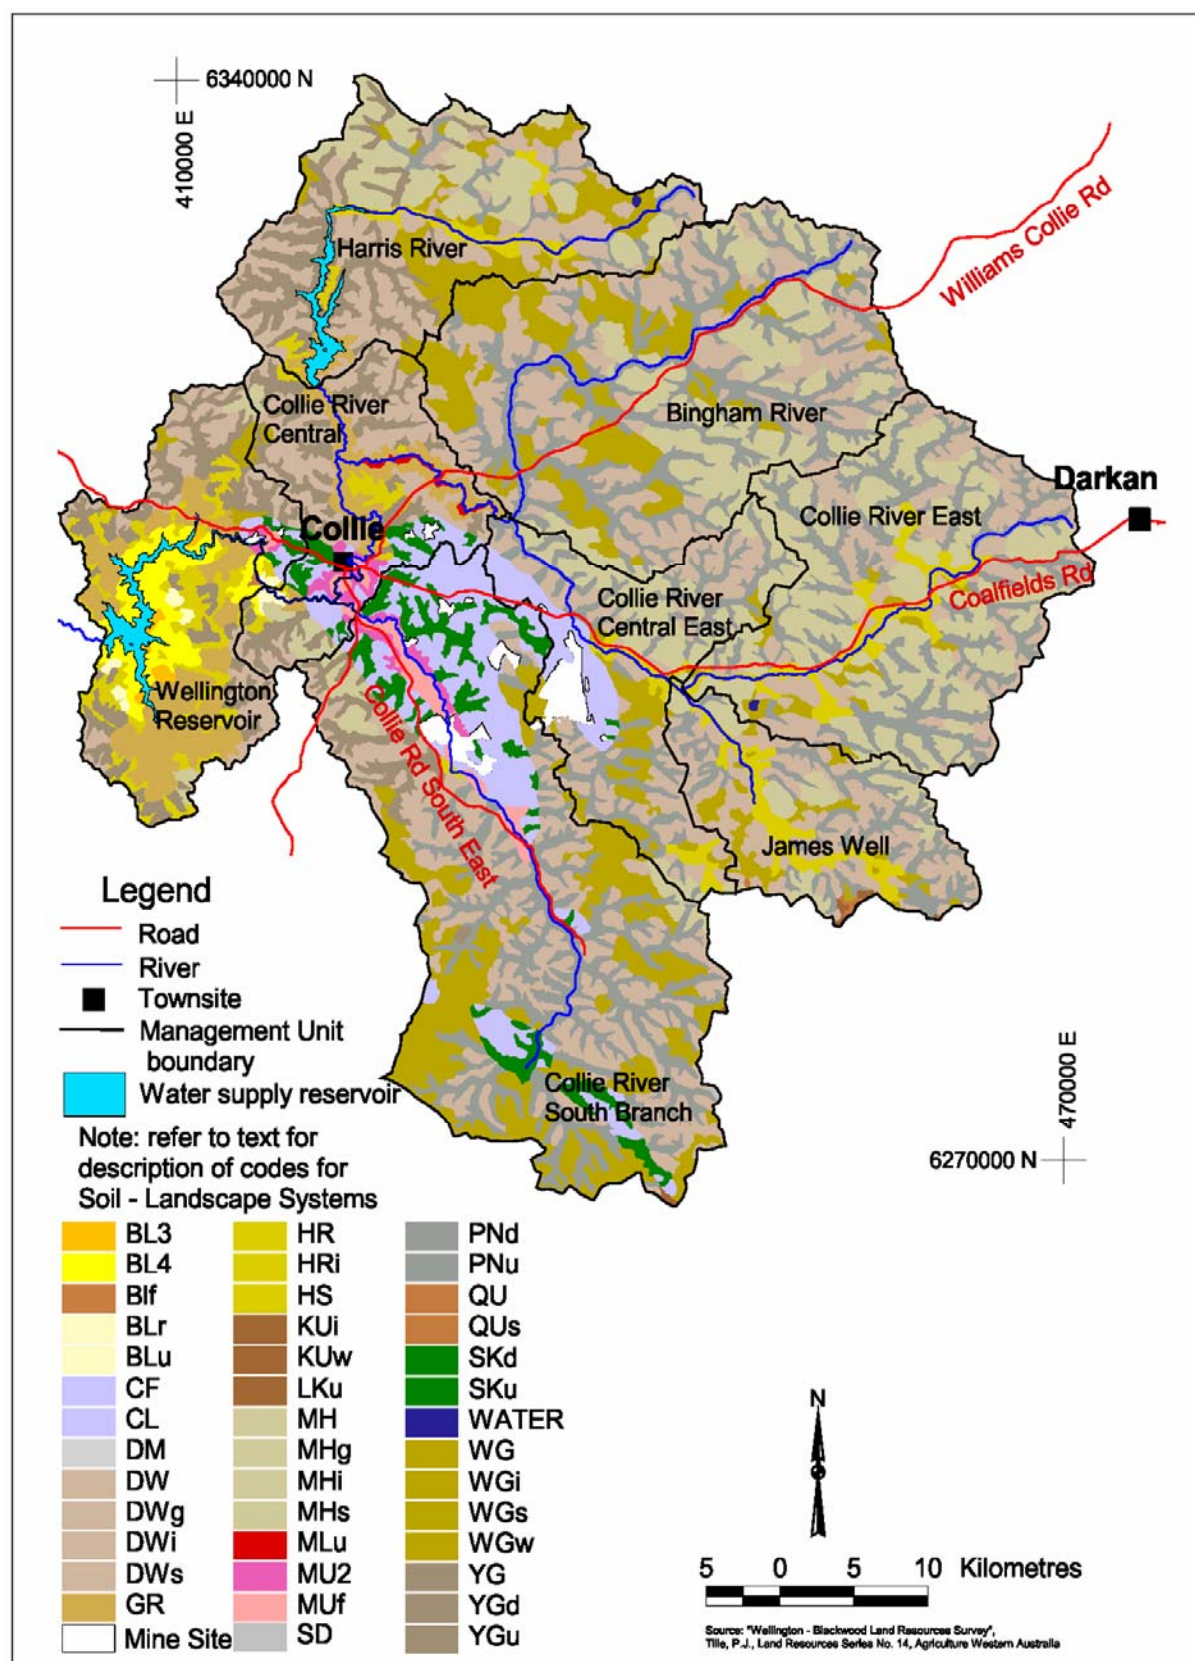 6340000 N
410000 E
Williams Collie Rd
Harris River
Collie River
Central
Bingham River
Darkan
Collie River East
Collie
Coalfields Rd
Collie River
Central East
Wellington
Reservoir
Collie Rd South East
James Well
Collie River
South Branch
470000 E
6270000 N
Legend
Road
River
Townsite
Management Unit
boundary
Water supply reservoir
Note: refer to text for
description of codes for
Soil - Landscape Systems
BL3
BL4
Blf
BLr
BLu
CF
CL
DM
DW
DWg
DWi
DWs
GR
Mine Site
HR
HRi
HS
KUi
KUw
LKu
MH
MHg
MHi
MHs
MLu
MU2
MUf
SD
PNd
PNu
QU
QUs
SKd
SKu
WATER
WG
WGi
WGs
WGw
YG
YGd
YGu
N
5 0 5 10 Kilometres
Source: "Wellington - Blackwood Land Resources Survey",
Tille, P.J., Land Resources Series No. 14, Agriculture Western Australia